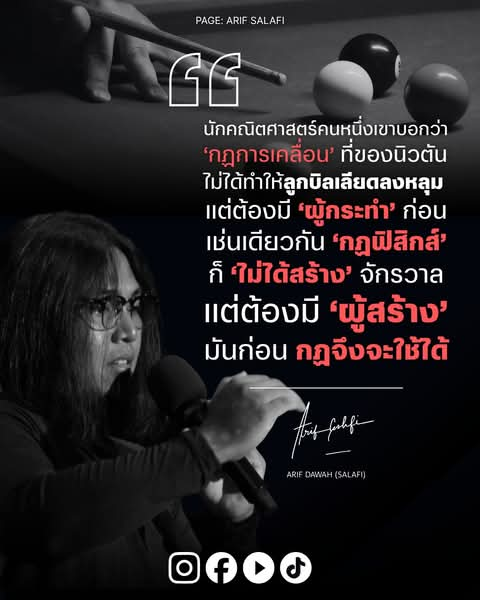 PAGE: ARIF SALAFI
นักคณิตศาสตร์คนหนึ่งเขาบอกว่า
‘กฎการเคลื่อน’ ที่ของนิวตัน
ไม่ได้ทำให้ลูกบิลเลียดลงหลุม
แต่ต้องมี ‘ผู้กระทำ’ ก่อน
เช่นเดียวกัน ‘กฎฟิสิกส์’
ก็ ‘ไม่ได้สร้าง’ จักรวาล
แต่ต้องมี ‘ผู้สร้าง’
มันก่อน กฎจึงจะใช้ได้
Arif Salafi
ARIF DAWAH (SALAFI)